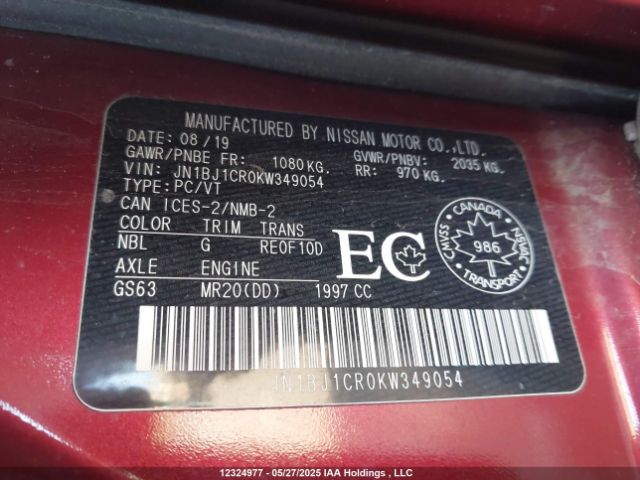 MANUFACTURED BY NISSAN MOTOR CO.,LTD.
DATE: 08/19
GAWR/PNBE FR: 1080KG. GVWR/PNBV: 2035 KG.
VIN: JN1BJ1CR0KW349054 RR: 970 KG.
TYPE: PC/VT
CAN ICES-2/NMB-2
COLOR TRIM TRANS
NBL G RE0F10D
AXLE ENGINE
GS63 MR20(DD) 1997 CC
EC
CANADA
CMVSS 986 NSVAC
TRANSPORT
JN1BJ1CR0KW349054
12324977 - 05/27/2025 IAA Holdings , LLC